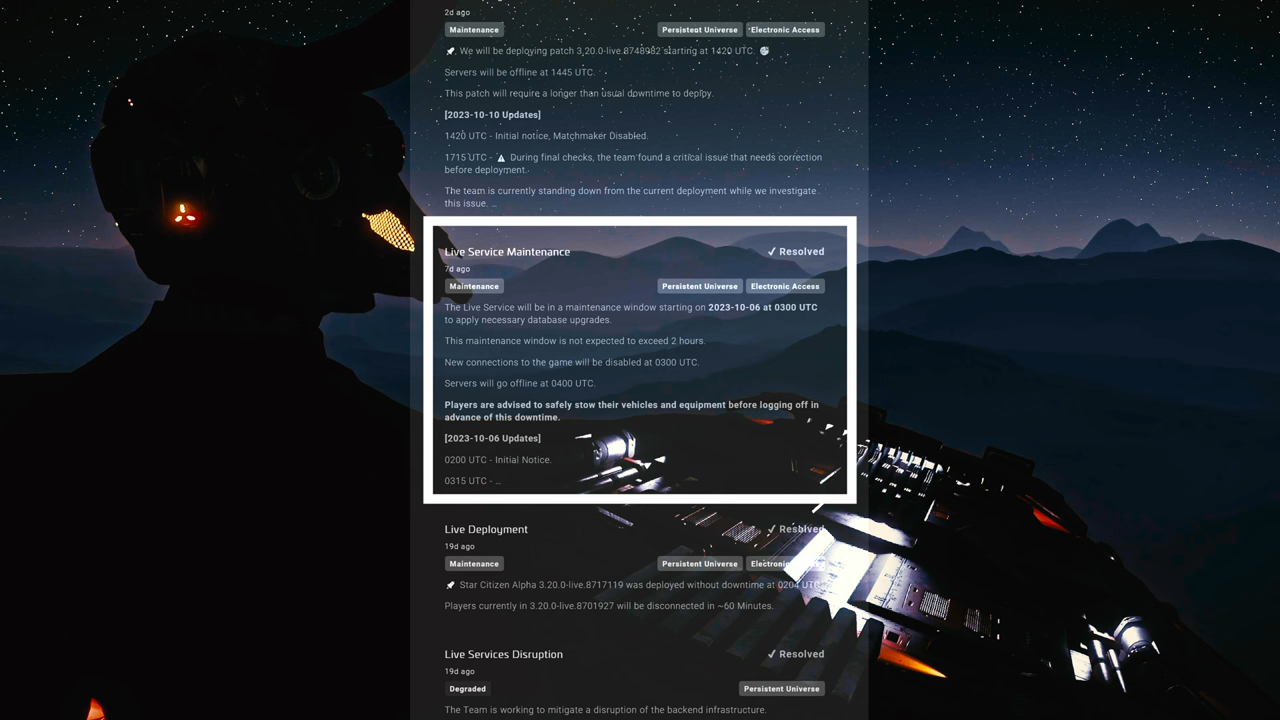 2d ago
Maintenance Persistent Universe Electronic Access
We will be deploying patch 3.20.0-live.8748982 starting at 1420 UTC.
Servers will be offline at 1445 UTC.
This patch will require a longer than usual downtime to deploy.
[2023-10-10 Updates]
1420 UTC - Initial notice, Matchmaker Disabled.
1715 UTC - ⚠ During final checks, the team found a critical issue that needs correction
before deployment.
The team is currently standing down from the current deployment while we investigate
this issue. ...
Live Service Maintenance ✓ Resolved
7d ago
Maintenance Persistent Universe Electronic Access
The Live Service will be in a maintenance window starting on 2023-10-06 at 0300 UTC
to apply necessary database upgrades.
This maintenance window is not expected to exceed 2 hours.
New connections to the game will be disabled at 0300 UTC.
Servers will go offline at 0400 UTC.
Players are advised to safely stow their vehicles and equipment before logging off in
advance of this downtime.
[2023-10-06 Updates]
0200 UTC - Initial Notice.
0315 UTC - ...
Live Deployment ✓ Resolved
19d ago
Maintenance Persistent Universe Electronic
Star Citizen Alpha 3.20.0-live.8717119 was deployed without downtime at 0204 UTC
Players currently in 3.20.0-live.8701927 will be disconnected in ~60 Minutes.
Live Services Disruption ✓ Resolved
19d ago
Degraded Persistent Universe
The Team is working to mitigate a disruption of the backend infrastructure.